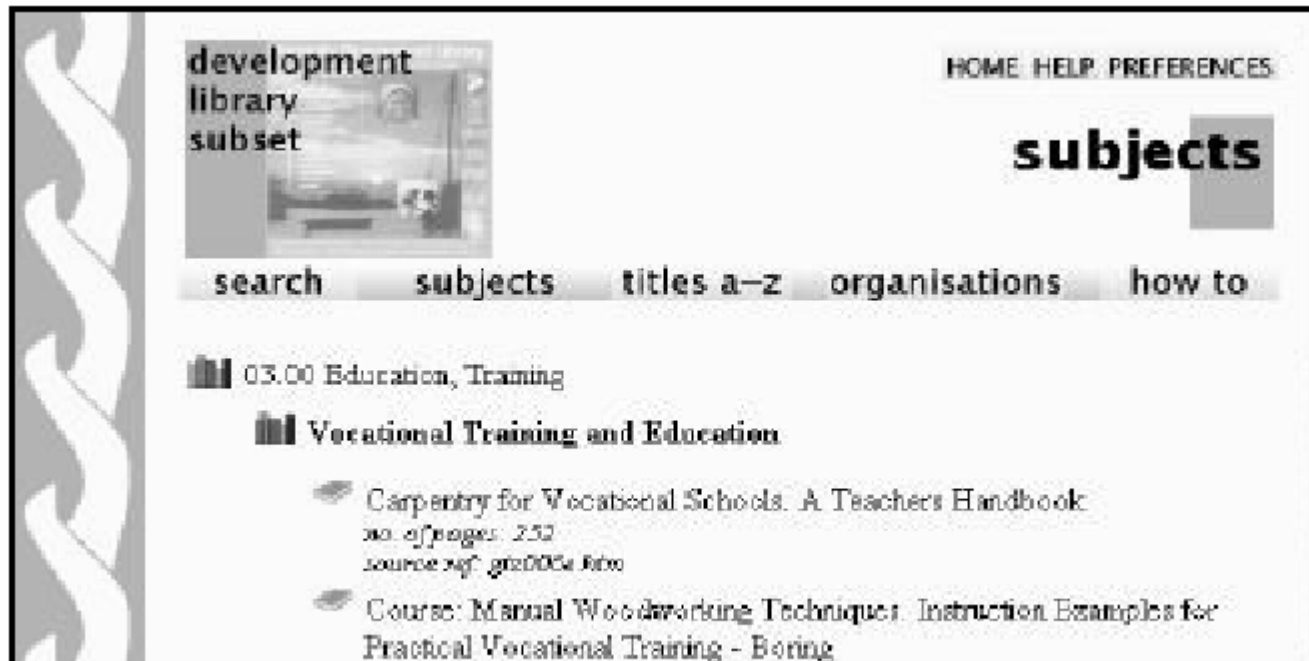 development
library
subset
HOME HELP PREFERENCES
subjects
search subjects titles a–z organisations how to
03.00 Education, Training
Vocational Training and Education
Carpentry for Vocational Schools. A Teachers Handbook
no. of pages: 252
source ref:
Course: Manual Woodworking Techniques. Instruction Examples for
Practical Vocational Training - Boring